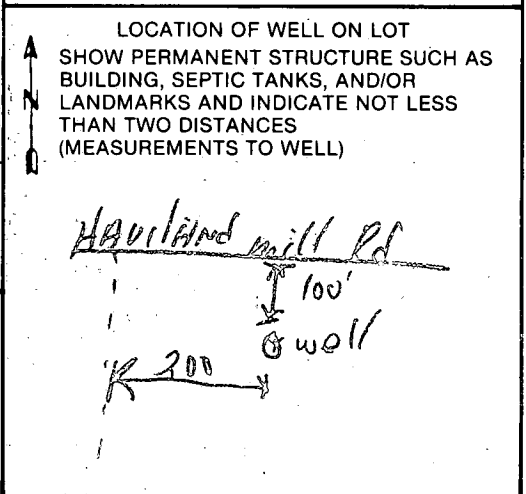 LOCATION OF WELL ON LOT
SHOW PERMANENT STRUCTURE SUCH AS
BUILDING, SEPTIC TANKS, AND/OR
N LANDMARKS AND INDICATE NOT LESS
THAN TWO DISTANCES
(MEASUREMENTS TO WELL)
Haviland mill Rd
100'
well
200